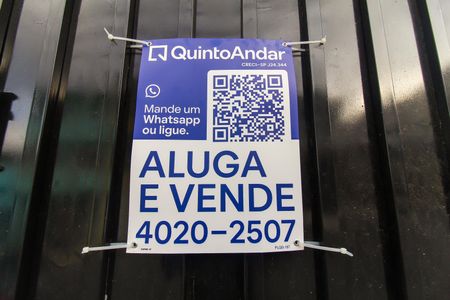 QuintoAndar
CRECI-SP J24.344
Mande um
Whatsapp
ou ligue.
ALUGA
E VENDE
4020-2507